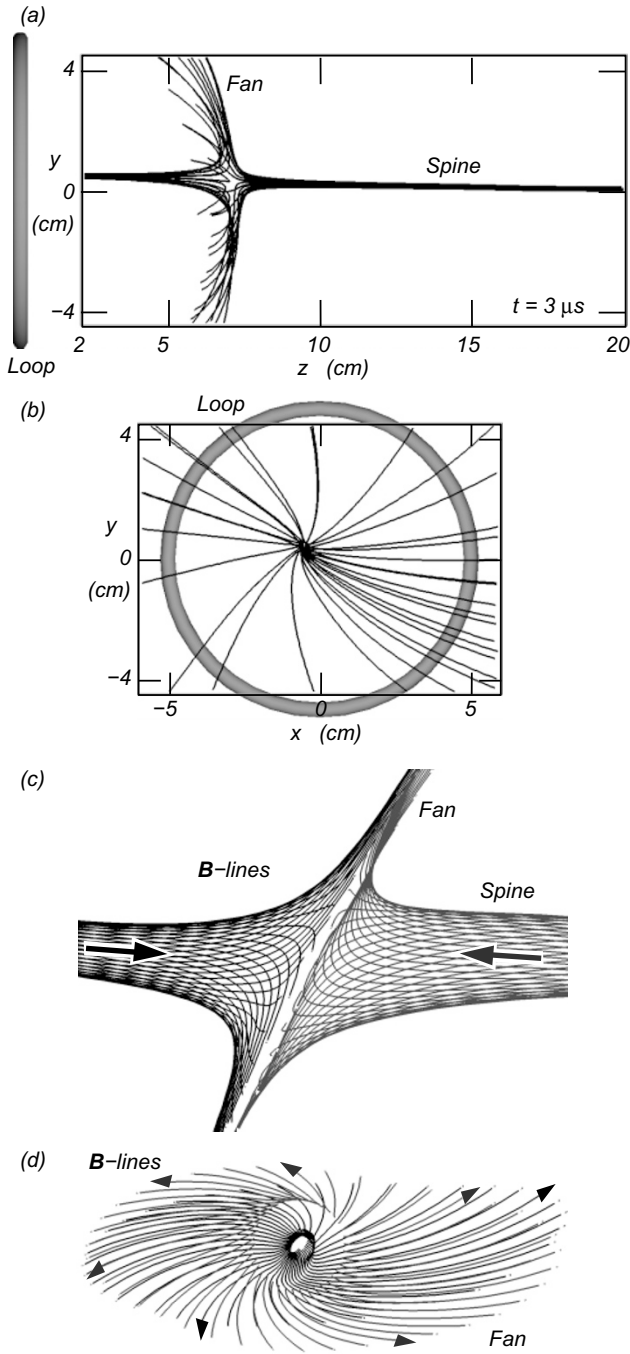 (a)
4
Fan
y
Spine
0
(cm)
−4
t = 3 μs
Loop
2
5
10
15
20
z (cm)
(b)
Loop
4
y
0
(cm)
−4
−5
0
5
x (cm)
(c)
Fan
B−lines
Spine
(d)
B−lines
Fan